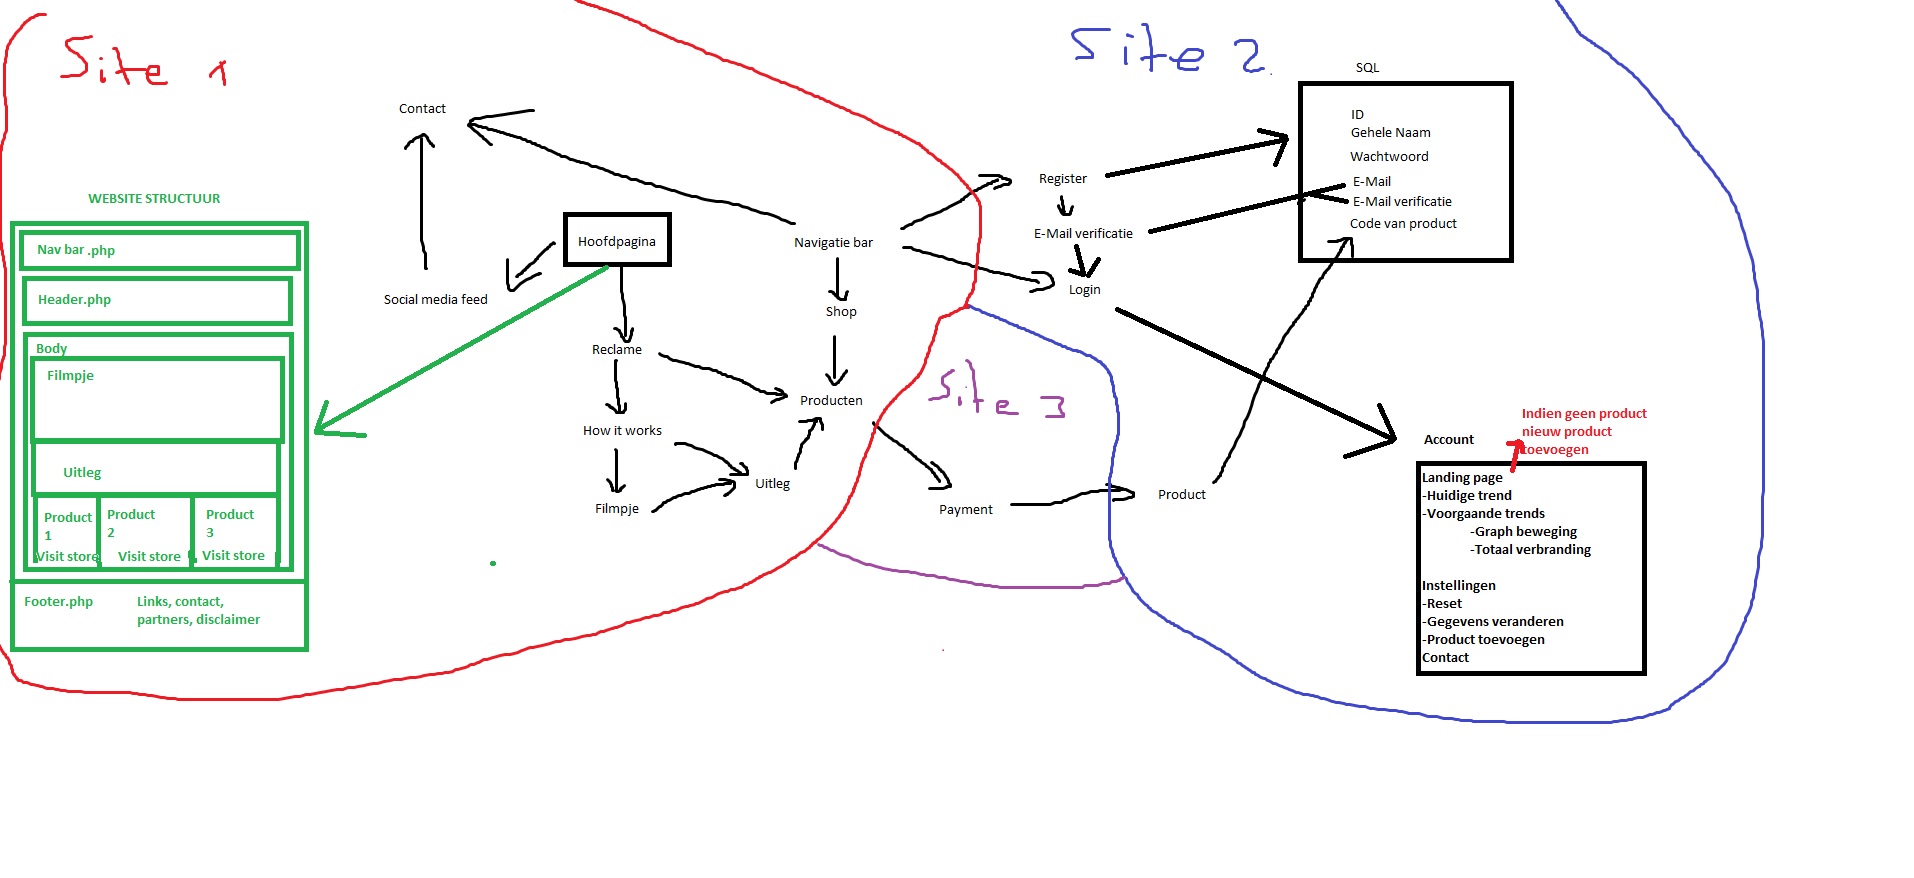 Site 1
WEBSITE STRUCTUUR
Nav bar .php
Header.php
Body
Filmpje
Uitleg
Product
1
Visit store
Product
2
Visit store
Product
3
Visit store
Footer.php
Links, contact,
partners, disclaimer
Contact
Social media feed
Hoofdpagina
Reclame
How it works
Filmpje
Uitleg
Navigatie bar
Shop
Producten
Site 3
Payment
Site 2
Register
E-Mail verificatie
Login
Product
SQL
ID
Gehele Naam
Wachtwoord
E-Mail
E-Mail verificatie
Code van product
Account
Indien geen product
nieuw product
toevoegen
Landing page
-Huidige trend
-Voorgaande trends
-Graph beweging
-Totaal verbranding
Instellingen
-Reset
-Gegevens veranderen
-Product toevoegen
Contact